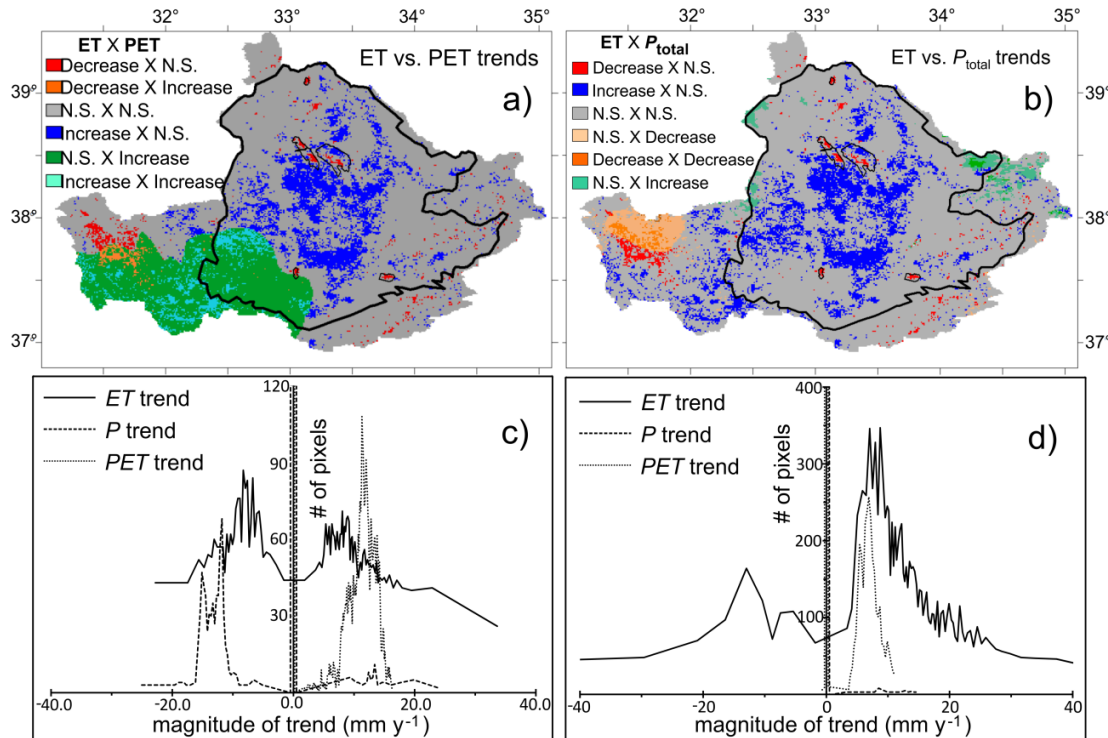 32° 33° 34° 35°
ET X PET
Decrease X N.S.
Decrease X Increase
N.S. X N.S.
Increase X N.S.
N.S. X Increase
Increase X Increase
ET vs. PET trends
a)
39°
38°
37°
32° 33° 34° 35°
ET X Ptotal
Decrease X N.S.
Increase X N.S.
N.S. X N.S.
N.S. X Decrease
Decrease X Decrease
N.S. X Increase
ET vs. Ptotal trends
b)
39°
38°
37°
ET trend
P trend
PET trend
c)
# of pixels
120
90
60
30
0
-40.0 -20.0 0.0 20.0 40.0
magnitude of trend (mm y-1)
ET trend
P trend
PET trend
d)
# of pixels
400
300
200
100
-40 -20 0 20 40
magnitude of trend (mm y-1)